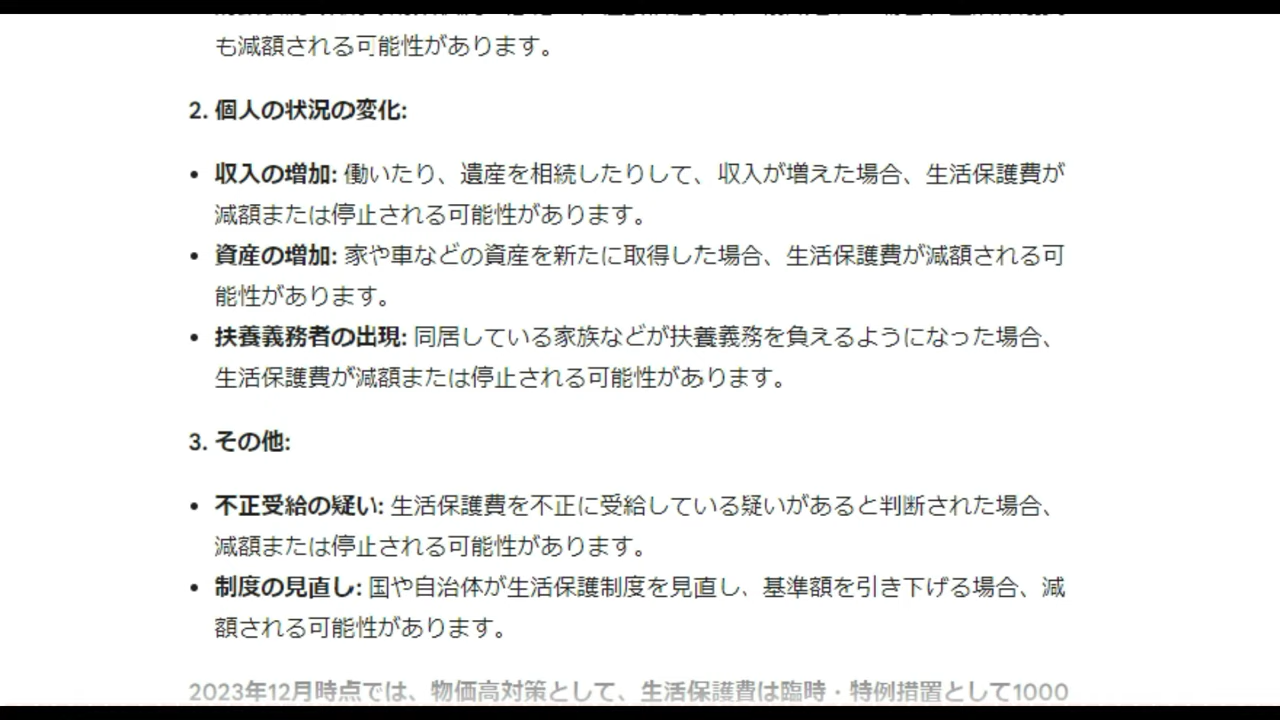 も減額される可能性があります。
2. 個人の状況の変化:
• 収入の増加: 働いたり、遺産を相続したりして、収入が増えた場合、生活保護費が
減額または停止される可能性があります。
• 資産の増加: 家や車などの資産を新たに取得した場合、生活保護費が減額される可
能性があります。
• 扶養義務者の出現: 同居している家族などが扶養義務を負えるようになった場合、
生活保護費が減額または停止される可能性があります。
3. その他:
• 不正受給の疑い: 生活保護費を不正に受給している疑いがあると判断された場合、
減額または停止される可能性があります。
• 制度の見直し: 国や自治体が生活保護制度を見直し、基準額を引き下げる場合、減
額される可能性があります。
2023年12月時点では、物価高対策として、生活保護費は臨時・特例措置として1000